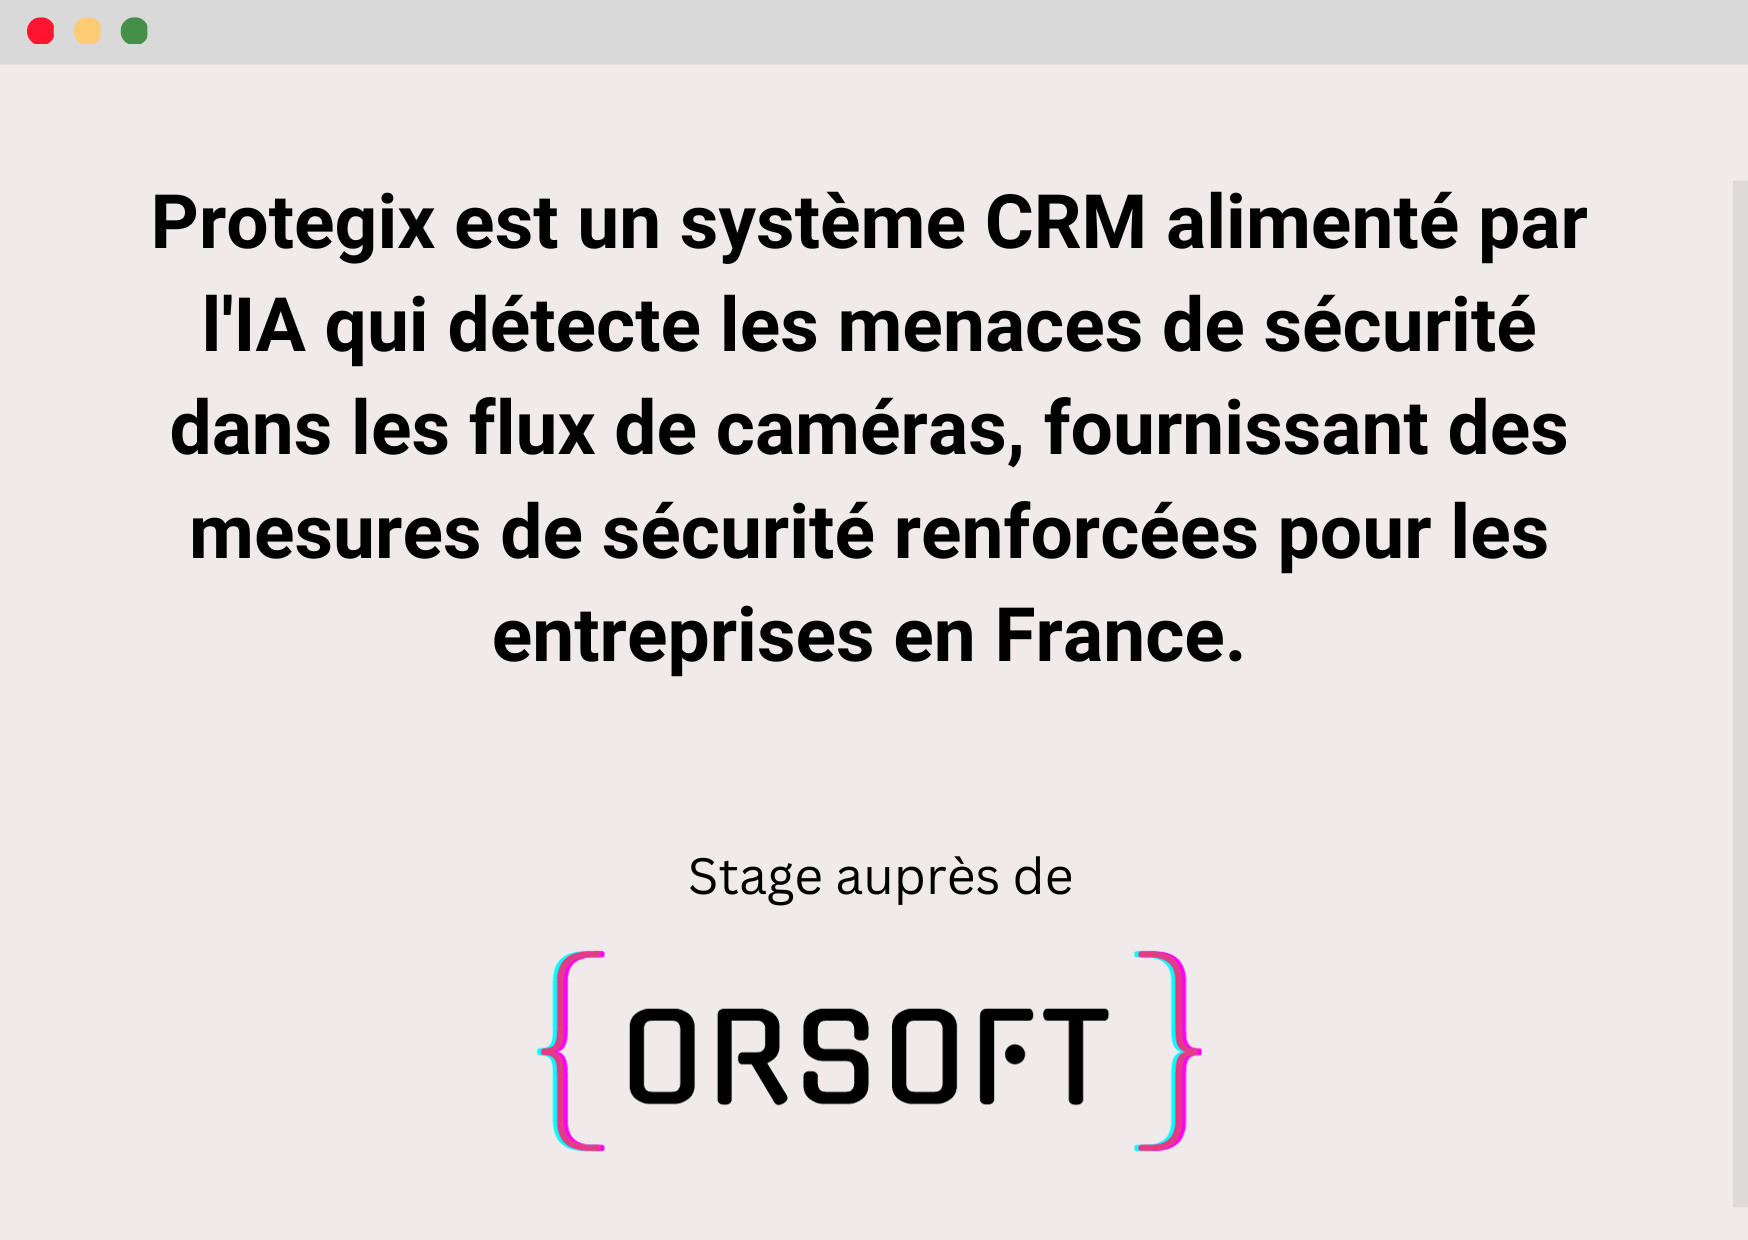 Protegix est un système CRM alimenté par
l'IA qui détecte les menaces de sécurité
dans les flux de caméras, fournissant des
mesures de sécurité renforcées pour les
entreprises en France.
Stage auprès de
{ORSOFT}